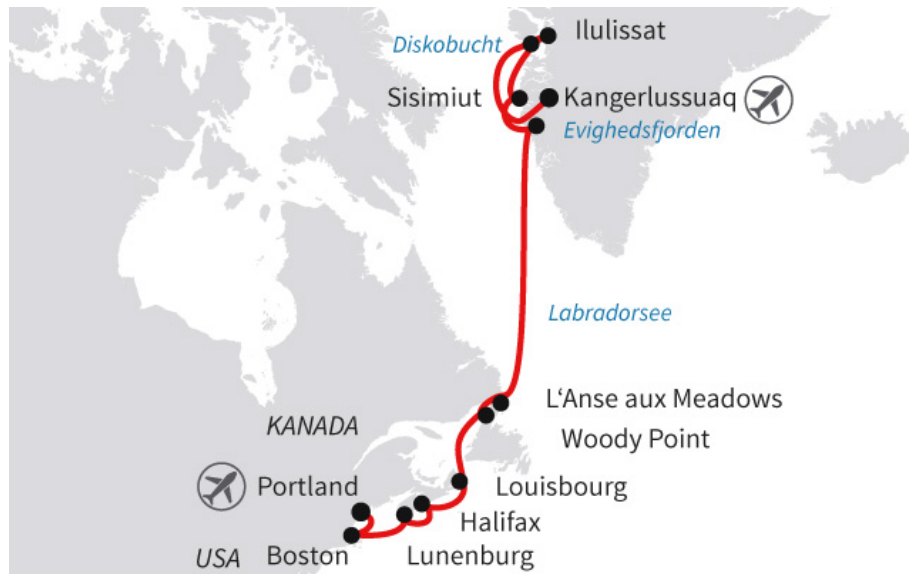 Diskobucht
Ilulissat
Sisimiut
Kangerlussuaq
Evighedsfjorden
Labradorsee
L‘Anse aux Meadows
KANADA
Woody Point
Portland
Louisbourg
Halifax
USA
Boston
Lunenburg